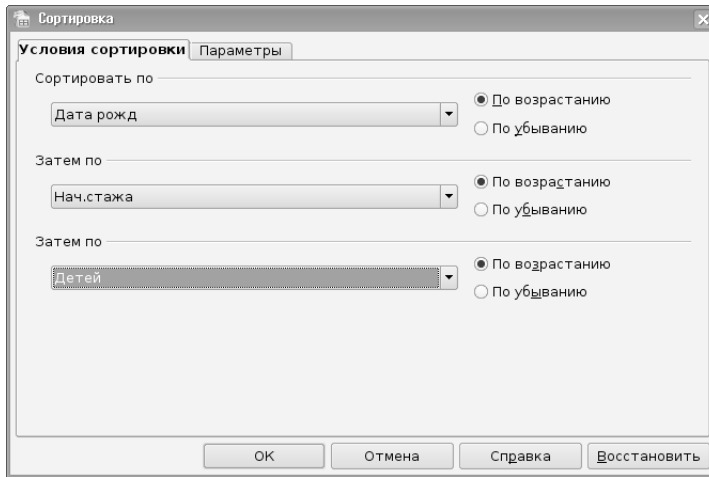 Сортировка
Условия сортировки Параметры
Сортировать по
Дата рожд
По возрастанию
По убыванию
Затем по
Нач.стажа
По возрастанию
По убыванию
Затем по
Детей
По возрастанию
По убыванию
OK Отмена Справка Восстановить